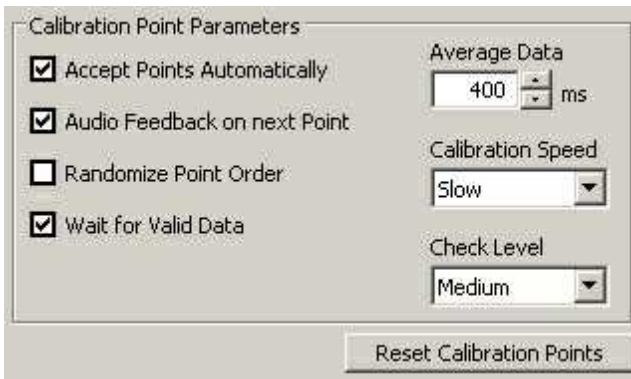 Calibration Point Parameters
Accept Points Automatically
Audio Feedback on next Point
Randomize Point Order
Wait for Valid Data
Average Data
400 ms
Calibration Speed
Slow
Check Level
Medium
Reset Calibration Points